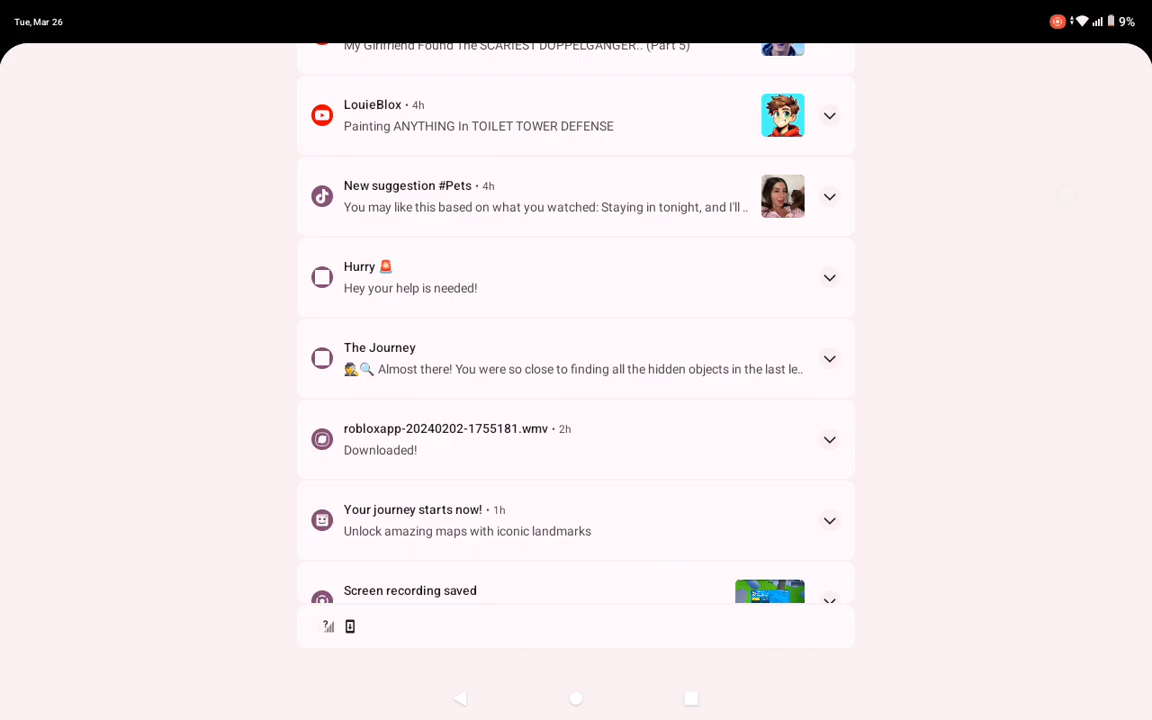 Tue, Mar 26
9%
My Girlfriend Found The SCARIEST DOPPELGANGER.. (Part 5)
LouieBlox • 4h
Painting ANYTHING In TOILET TOWER DEFENSE
New suggestion #Pets • 4h
You may like this based on what you watched: Staying in tonight, and I'll ..
Hurry 🚨
Hey your help is needed!
The Journey
🕵️🔍 Almost there! You were so close to finding all the hidden objects in the last le..
robloxapp-20240202-1755181.wmv • 2h
Downloaded!
Your journey starts now! • 1h
Unlock amazing maps with iconic landmarks
Screen recording saved
?